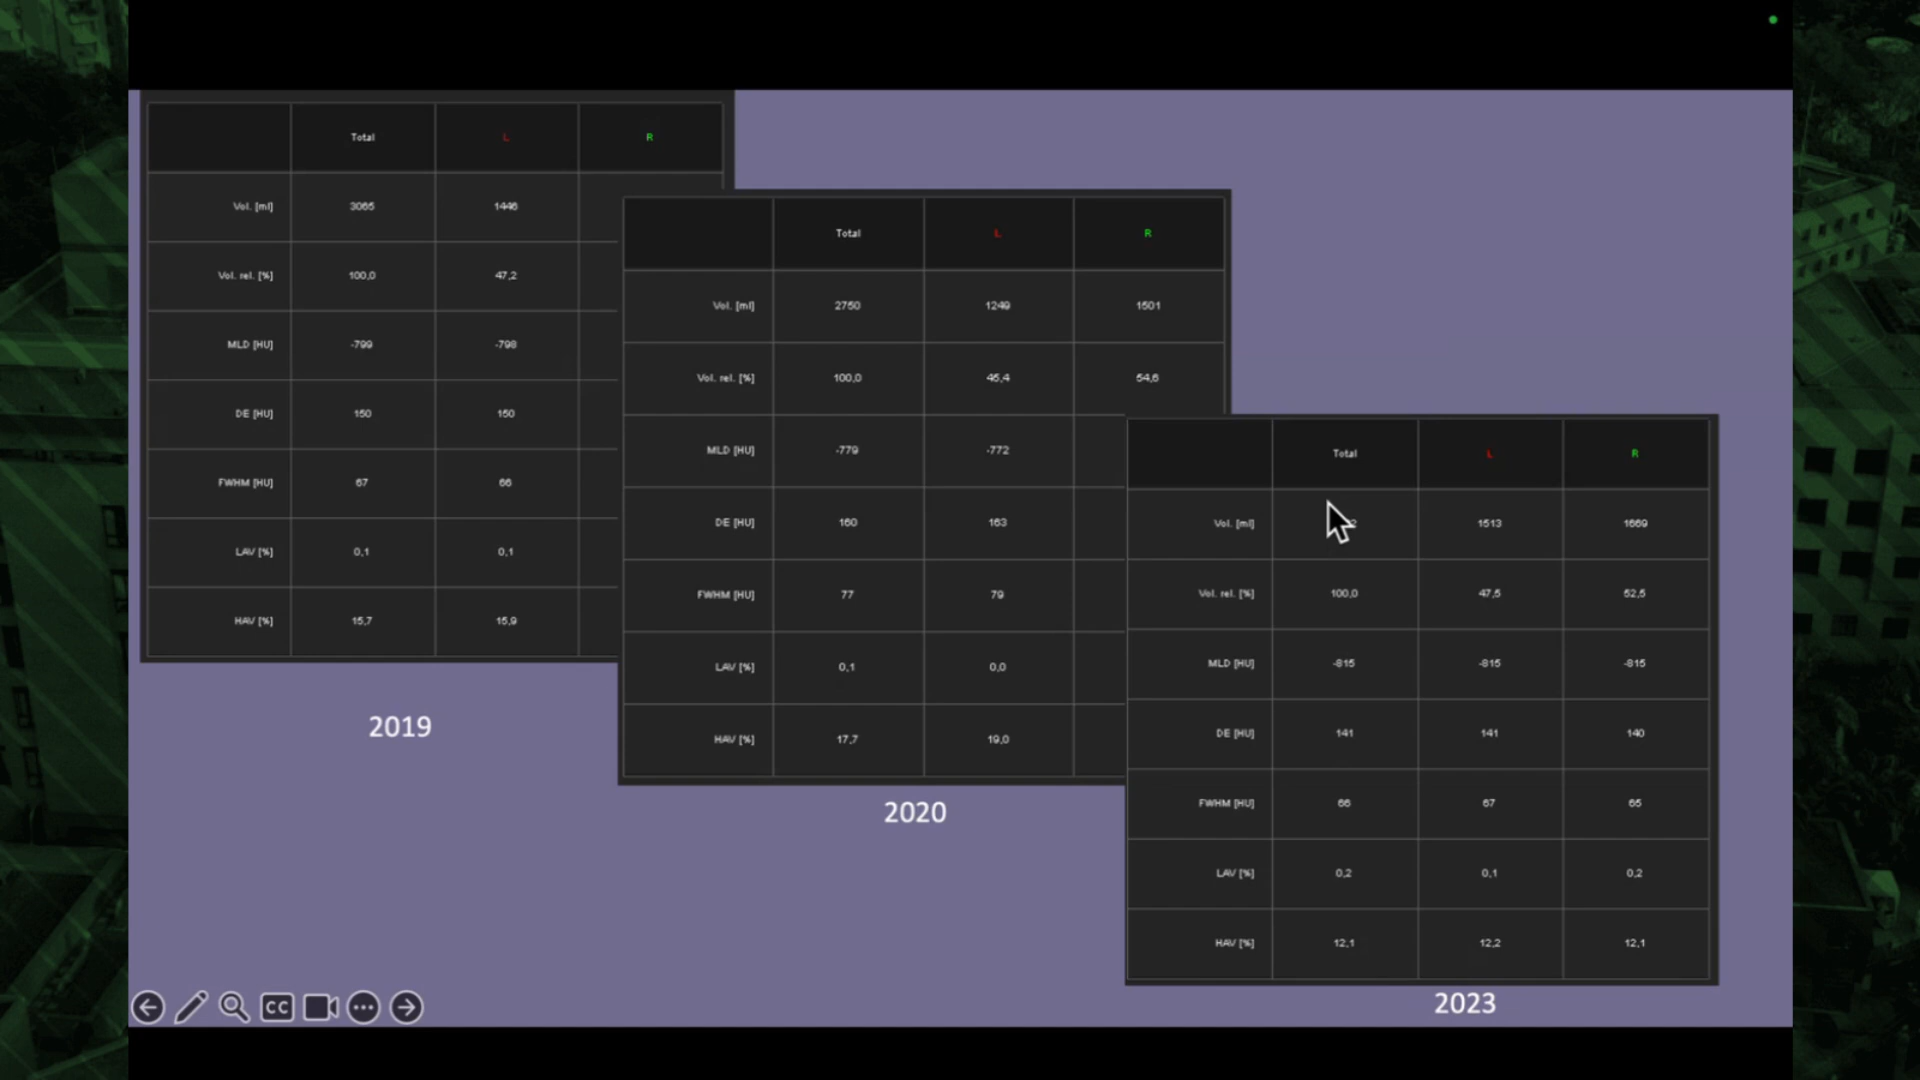 Total L R
Vol. [ml] 3065 1446
Vol. rel. [%] 100,0 47,2
MLD [HU] -799 -798
DE [HU] 150 150
FWHM [HU] 67 66
LAV [%] 0,1 0,1
HAV [%] 15,7 15,9
2019
Total L R
Vol. [ml] 2750 1249 1501
Vol. rel. [%] 100,0 45,4 54,6
MLD [HU] -779 -772
DE [HU] 160 163
FWHM [HU] 77 79
LAV [%] 0,1 0,0
HAV [%] 17,7 19,0
2020
Total L R
Vol. [ml] 1513 1669
Vol. rel. [%] 100,0 47,5 52,5
MLD [HU] -815 -815 -815
DE [HU] 141 141 140
FWHM [HU] 66 67 65
LAV [%] 0,2 0,1 0,2
HAV [%] 12,1 12,2 12,1
2023
CC